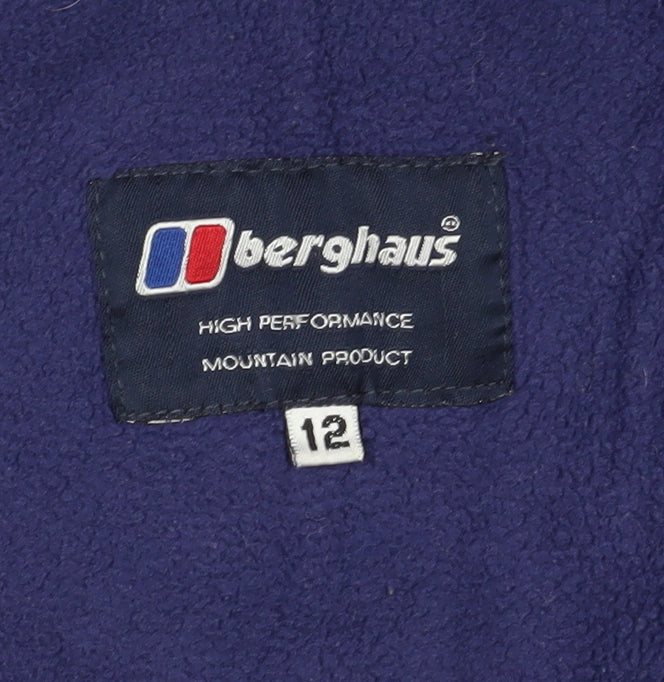 berghaus®
HIGH PERFORMANCE
MOUNTAIN PRODUCT
12